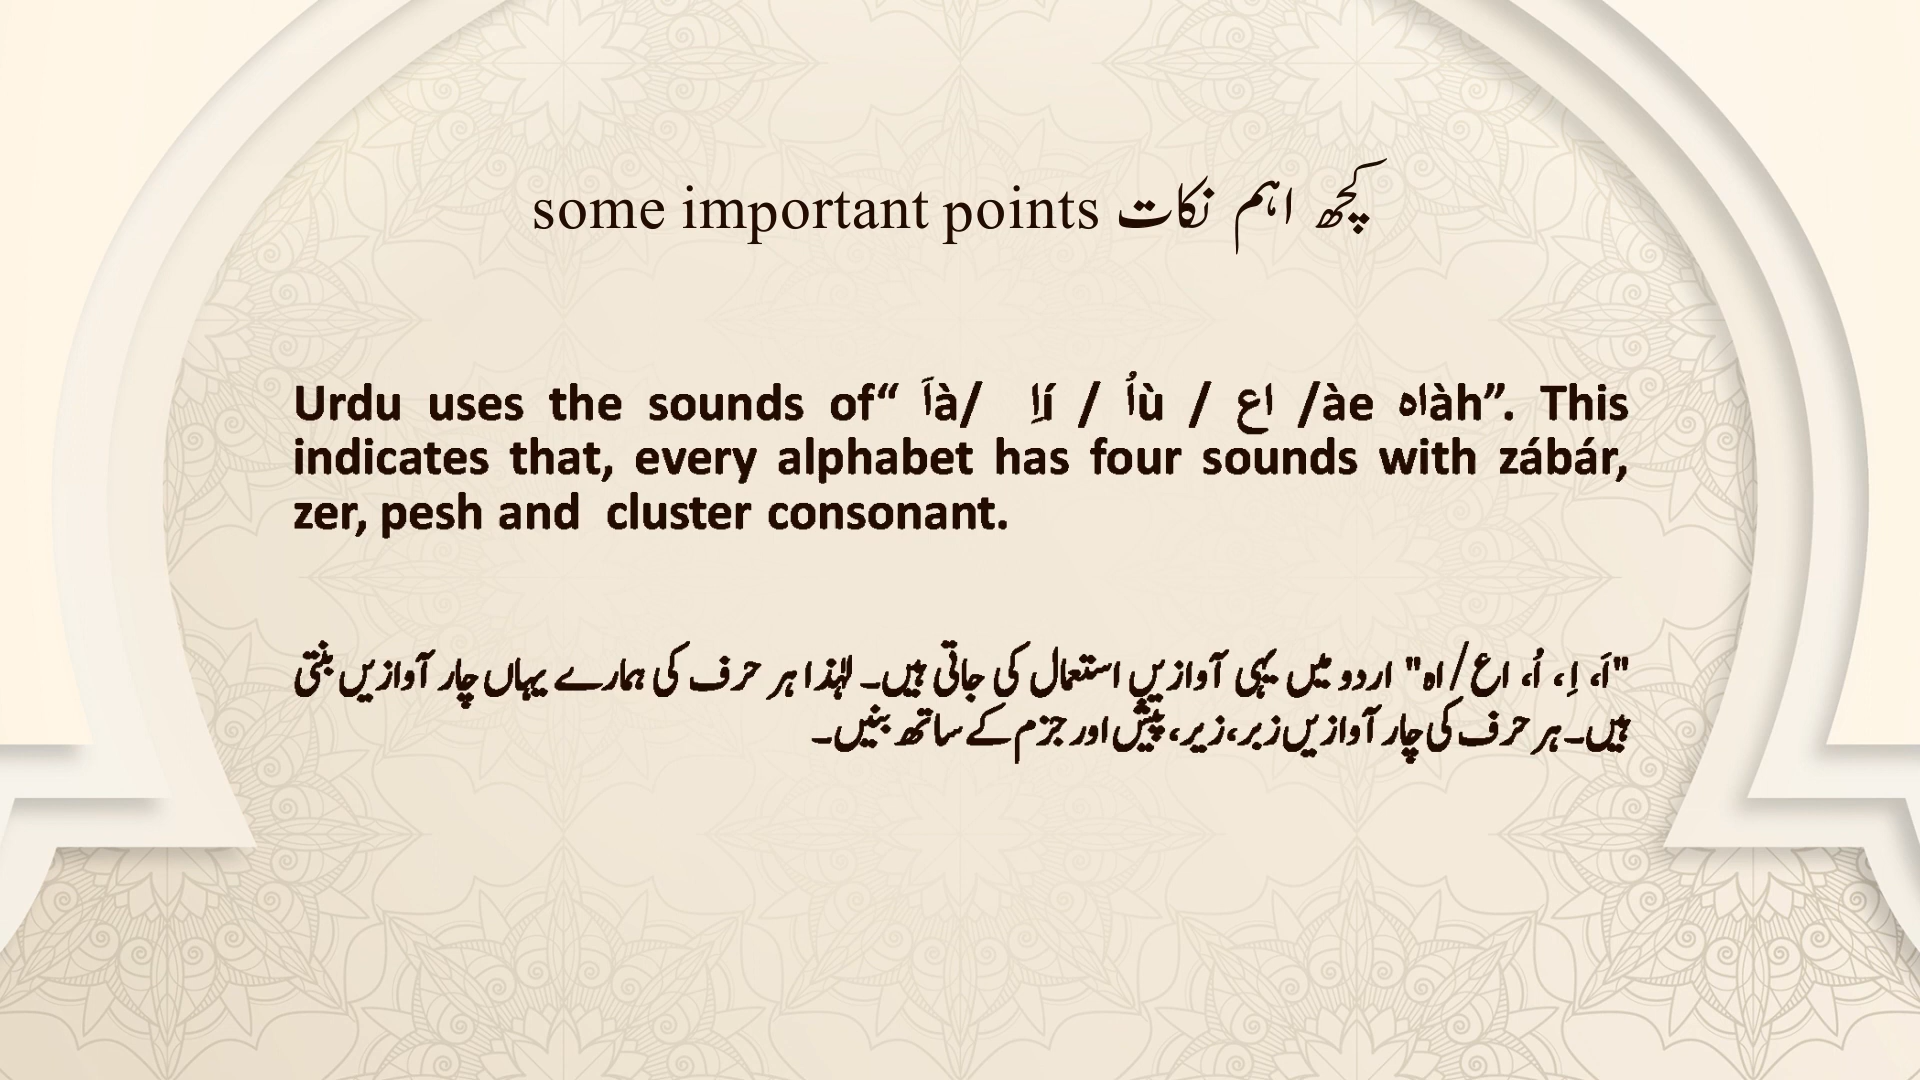 some important points کچھ اہم نکات
Urdu uses the sounds of“ اَà/ اِí / اُù / اع /àe اہàh”. This
indicates that, every alphabet has four sounds with zábár,
zer, pesh and cluster consonant.
"اَ، اِ، اُ، اع/اہ" اردو میں یہی آوازیں استعمال کی جاتی ہیں۔ لہٰذا ہر حرف کی ہمارے یہاں چار آوازیں بنتی
ہیں۔ ہر حرف کی چار آوازیں زبر،زیر،پیش اور جزم کے ساتھ بنیں۔